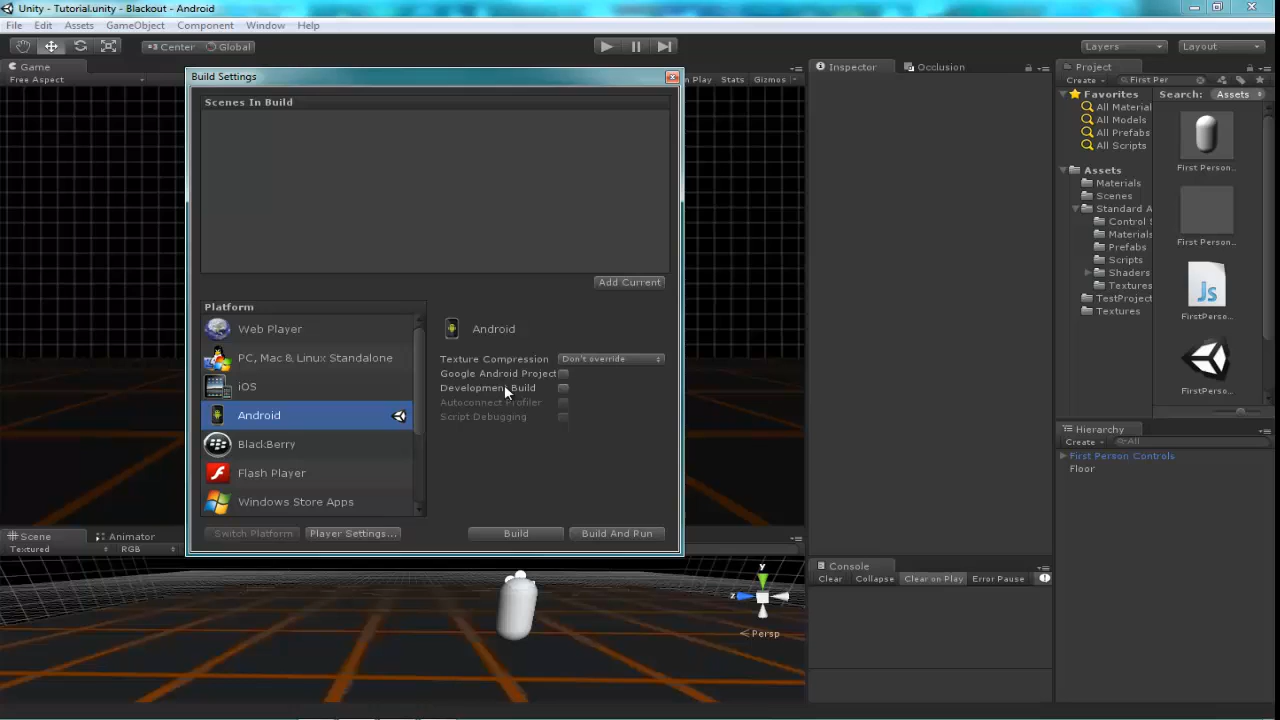 Unity - Tutorial.unity - Blackout - Android
File Edit Assets GameObject Component Window Help
Center Global Layers Layout
Game
Free Aspect
n Play Stats Gizmos
Build Settings
Scenes In Build
Add Current
Platform
Web Player
PC, Mac & Linux Standalone
iOS
Android
BlackBerry
Flash Player
Windows Store Apps
Android
Texture Compression Don't override
Google Android Project
Development Build
Autoconnect Profiler
Script Debugging
Switch Platform Player Settings... Build Build And Run
Scene Animator
Textured RGB
y
z
Persp
Inspector Occlusion
Console
Clear Collapse Clear on Play Error Pause
Project
Create First Per
Favorites
All Material
All Models
All Prefabs
All Scripts
Assets
Materials
Scenes
Standard A
Control S
Materials
Prefabs
Scripts
Shaders
Textures
TestProject
Textures
Search: Assets
First Person..
First Person..
Js
FirstPerso..
FirstPerso..
Hierarchy
Create All
First Person Controls
Floor